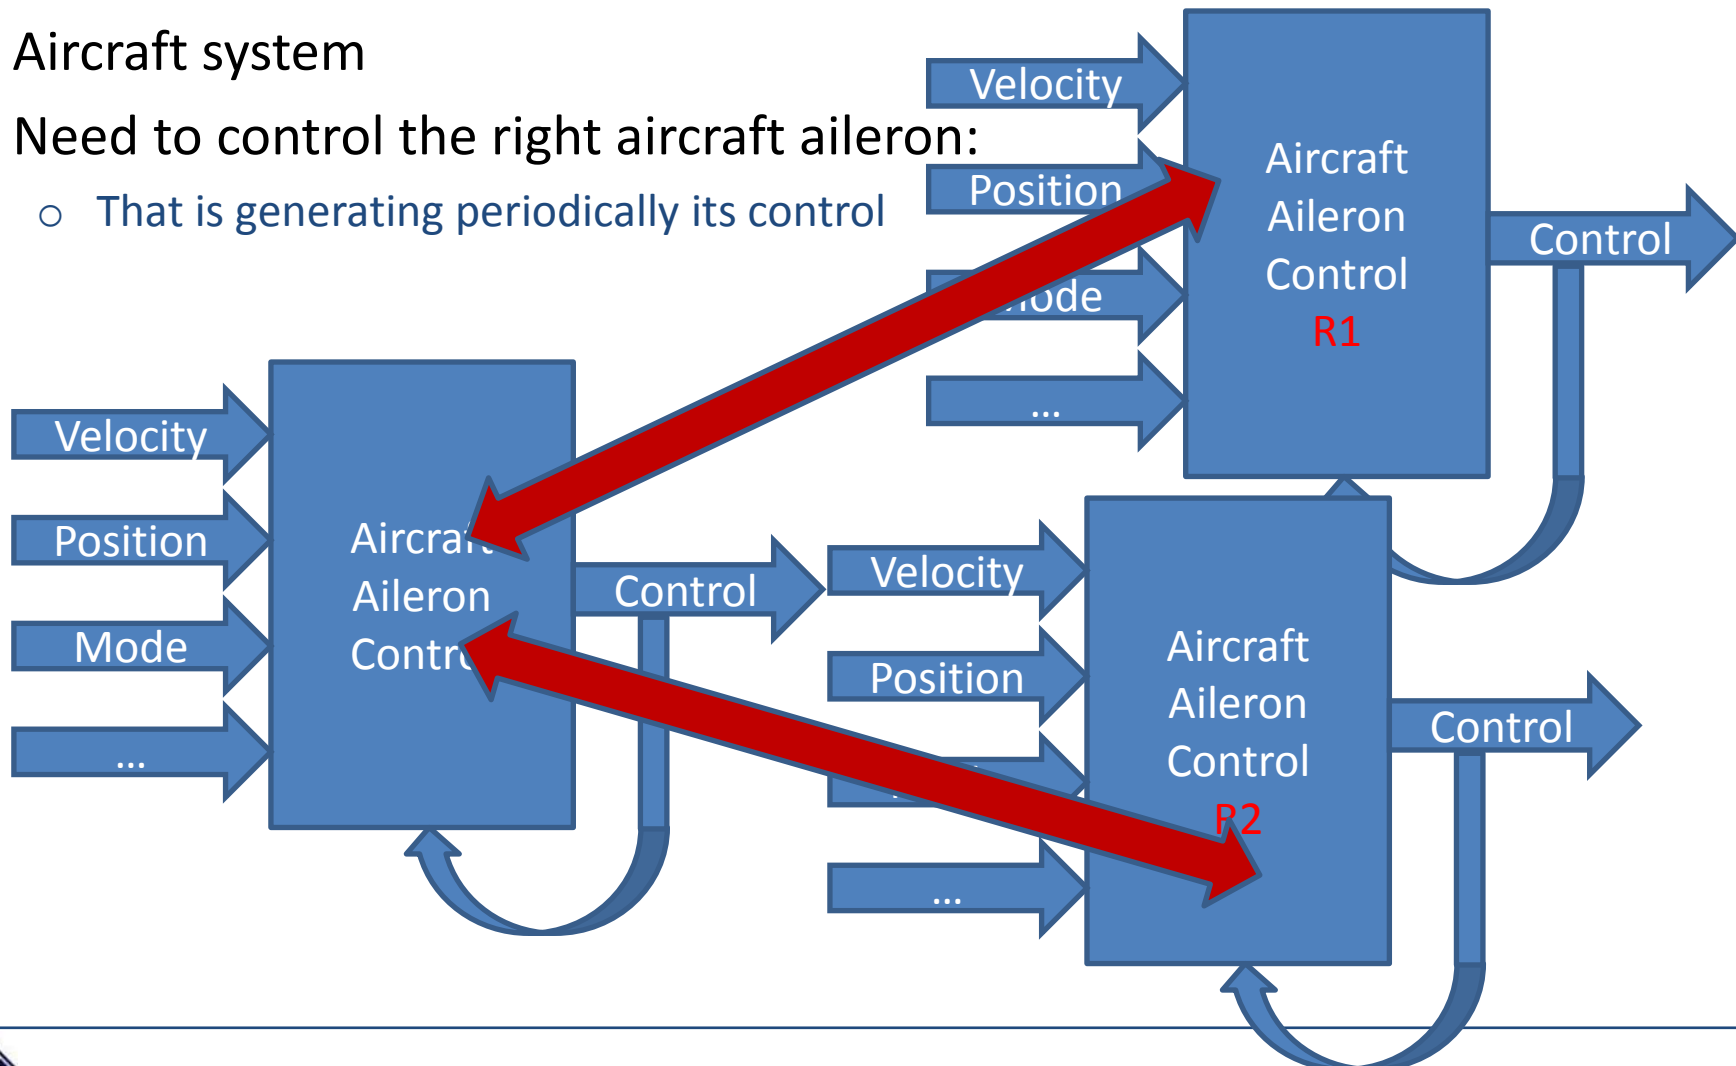 Aircraft system
Need to control the right aircraft aileron:
o That is generating periodically its control
Velocity
Position
…
Aircraft
Aileron
Control
R1
Control
Velocity
Position
Mode
…
Aileron
Control
Velocity
Position
…
Aircraft
Aileron
Control
R2
Control